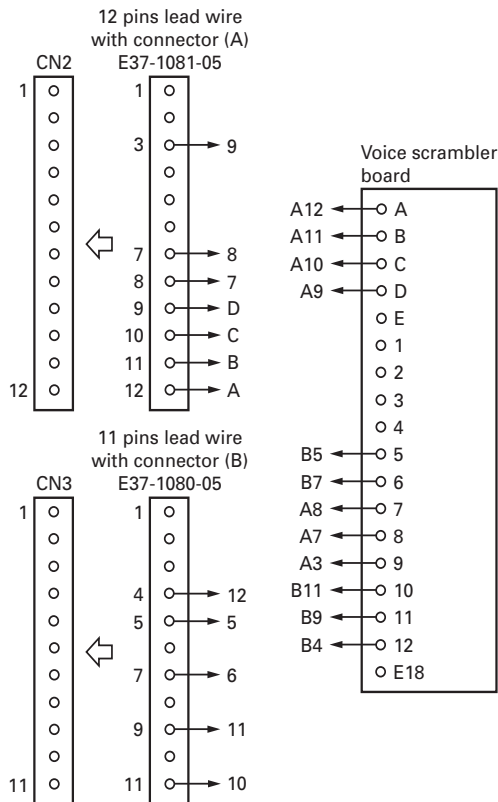 12 pins lead wire
with connector (A)
CN2 E37-1081-05
1 1
3 9
7 8
8 7
9 D
10 C
11 B
12 12 A
11 pins lead wire
with connector (B)
CN3 E37-1080-05
1 1
4 12
5 5
7 6
9 11
11 11 10
Voice scrambler
board
A12 A
A11 B
A10 C
A9 D
E
1
2
3
4
B5 5
B7 6
A8 7
A7 8
A3 9
B11 10
B9 11
B4 12
E18